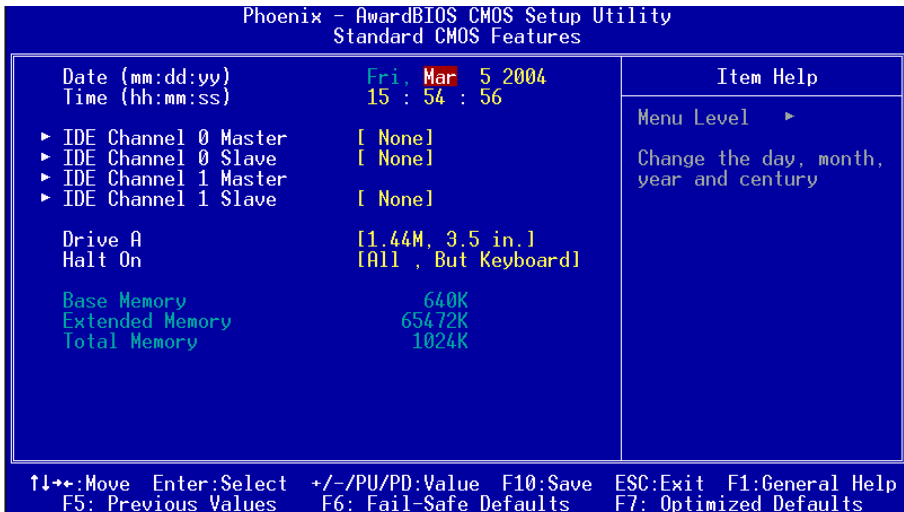 Phoenix - AwardBIOS CMOS Setup Utility
Standard CMOS Features
Date (mm:dd:yy) Fri, Mar 5 2004
Time (hh:mm:ss) 15 : 54 : 56
► IDE Channel 0 Master [ None]
► IDE Channel 0 Slave [ None]
► IDE Channel 1 Master
► IDE Channel 1 Slave [ None]
Drive A [1.44M, 3.5 in.]
Halt On [All , But Keyboard]
Base Memory 640K
Extended Memory 65472K
Total Memory 1024K
Item Help
Menu Level ►
Change the day, month,
year and century
↑↓→←:Move Enter:Select +/-/PU/PD:Value F10:Save ESC:Exit F1:General Help
F5: Previous Values F6: Fail-Safe Defaults F7: Optimized Defaults